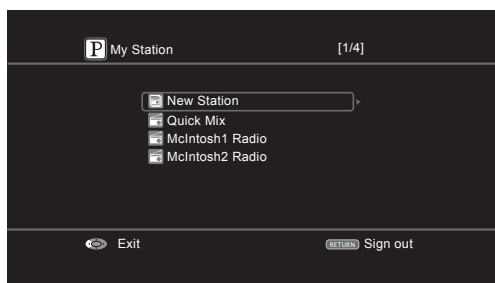 P My Station [1/4]
New Station
Quick Mix
McIntosh1 Radio
McIntosh2 Radio
Exit RETURN Sign out